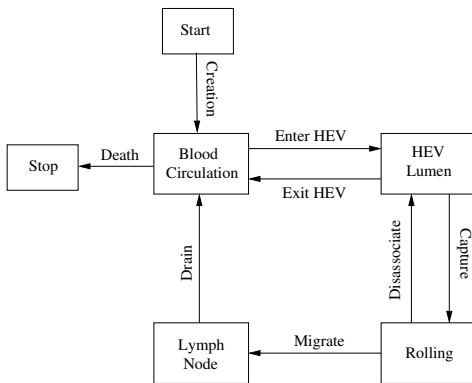 Start
Creation
Stop
Death
Blood
Circulation
Enter HEV
Exit HEV
HEV
Lumen
Drain
Disassociate
Capture
Lymph
Node
Migrate
Rolling